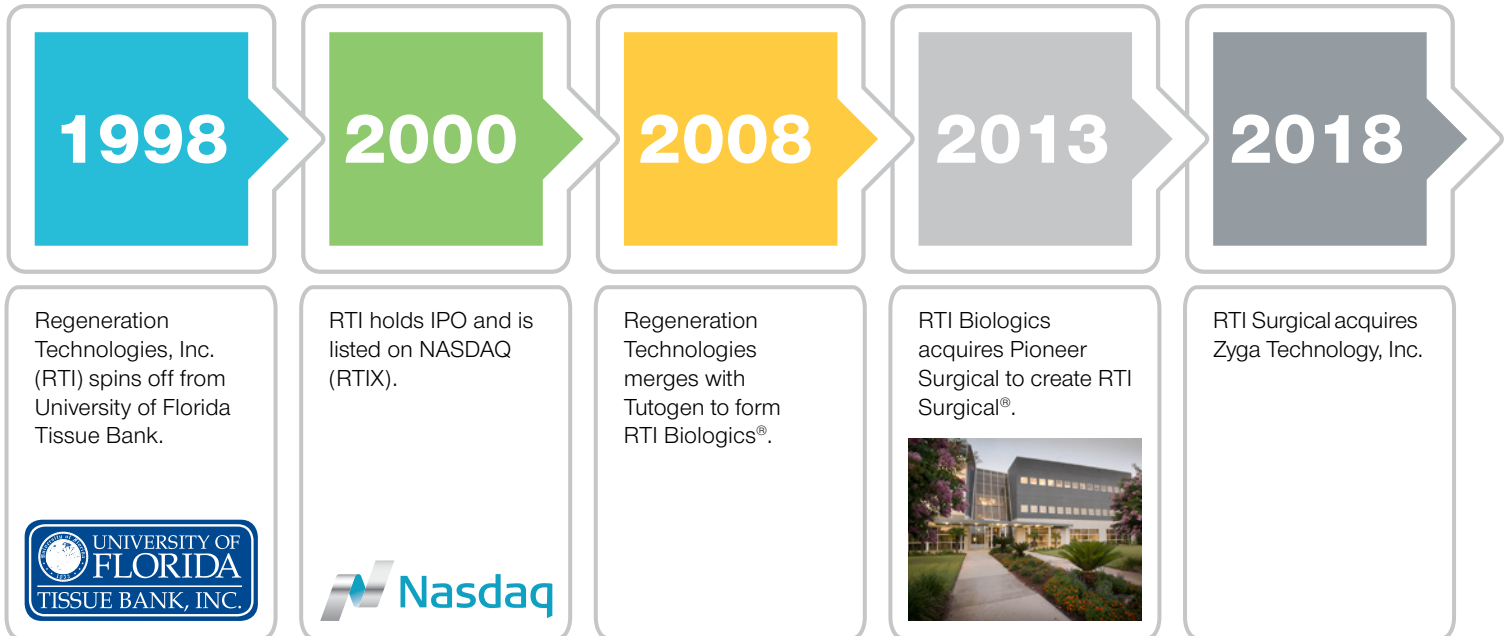 1998
2000
2008
2013
2018
Regeneration
Technologies, Inc.
(RTI) spins off from
University of Florida
Tissue Bank.
UNIVERSITY OF
FLORIDA
TISSUE BANK, INC.
RTI holds IPO and is
listed on NASDAQ
(RTIX).
Nasdaq
Regeneration
Technologies
merges with
Tutogen to form
RTI Biologics®.
RTI Biologics
acquires Pioneer
Surgical to create RTI
Surgical®.
RTI Surgical acquires
Zyga Technology, Inc.